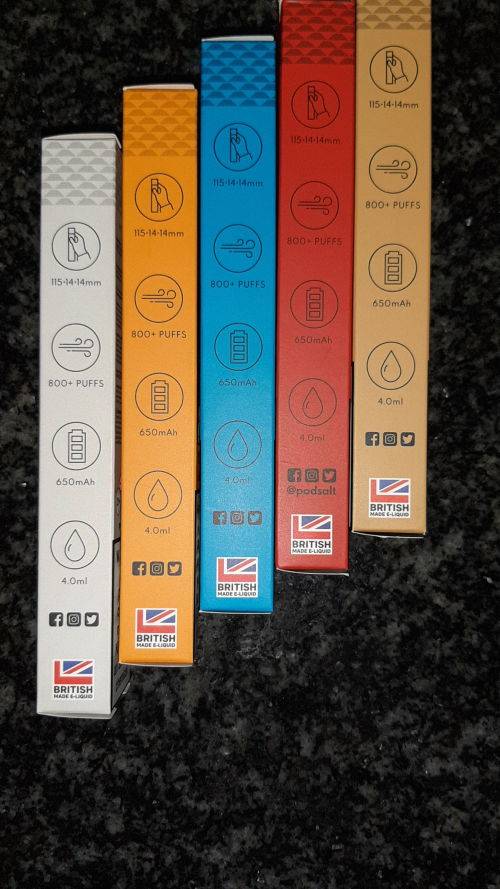 115•14•14mm
800+ PUFFS
650mAh
4.0ml
BRITISH
MADE E-LIQUID
115•14•14mm
800+ PUFFS
650mAh
4.0ml
BRITISH
MADE E-LIQUID
115•14•14mm
800+ PUFFS
650mAh
4.0ml
BRITISH
MADE E-LIQUID
115•14•14mm
800+ PUFFS
650mAh
4.0ml
@podsalt
BRITISH
MADE E-LIQUID
115•14•14mm
800+ PUFFS
650mAh
4.0ml
BRITISH
MADE E-LIQUID